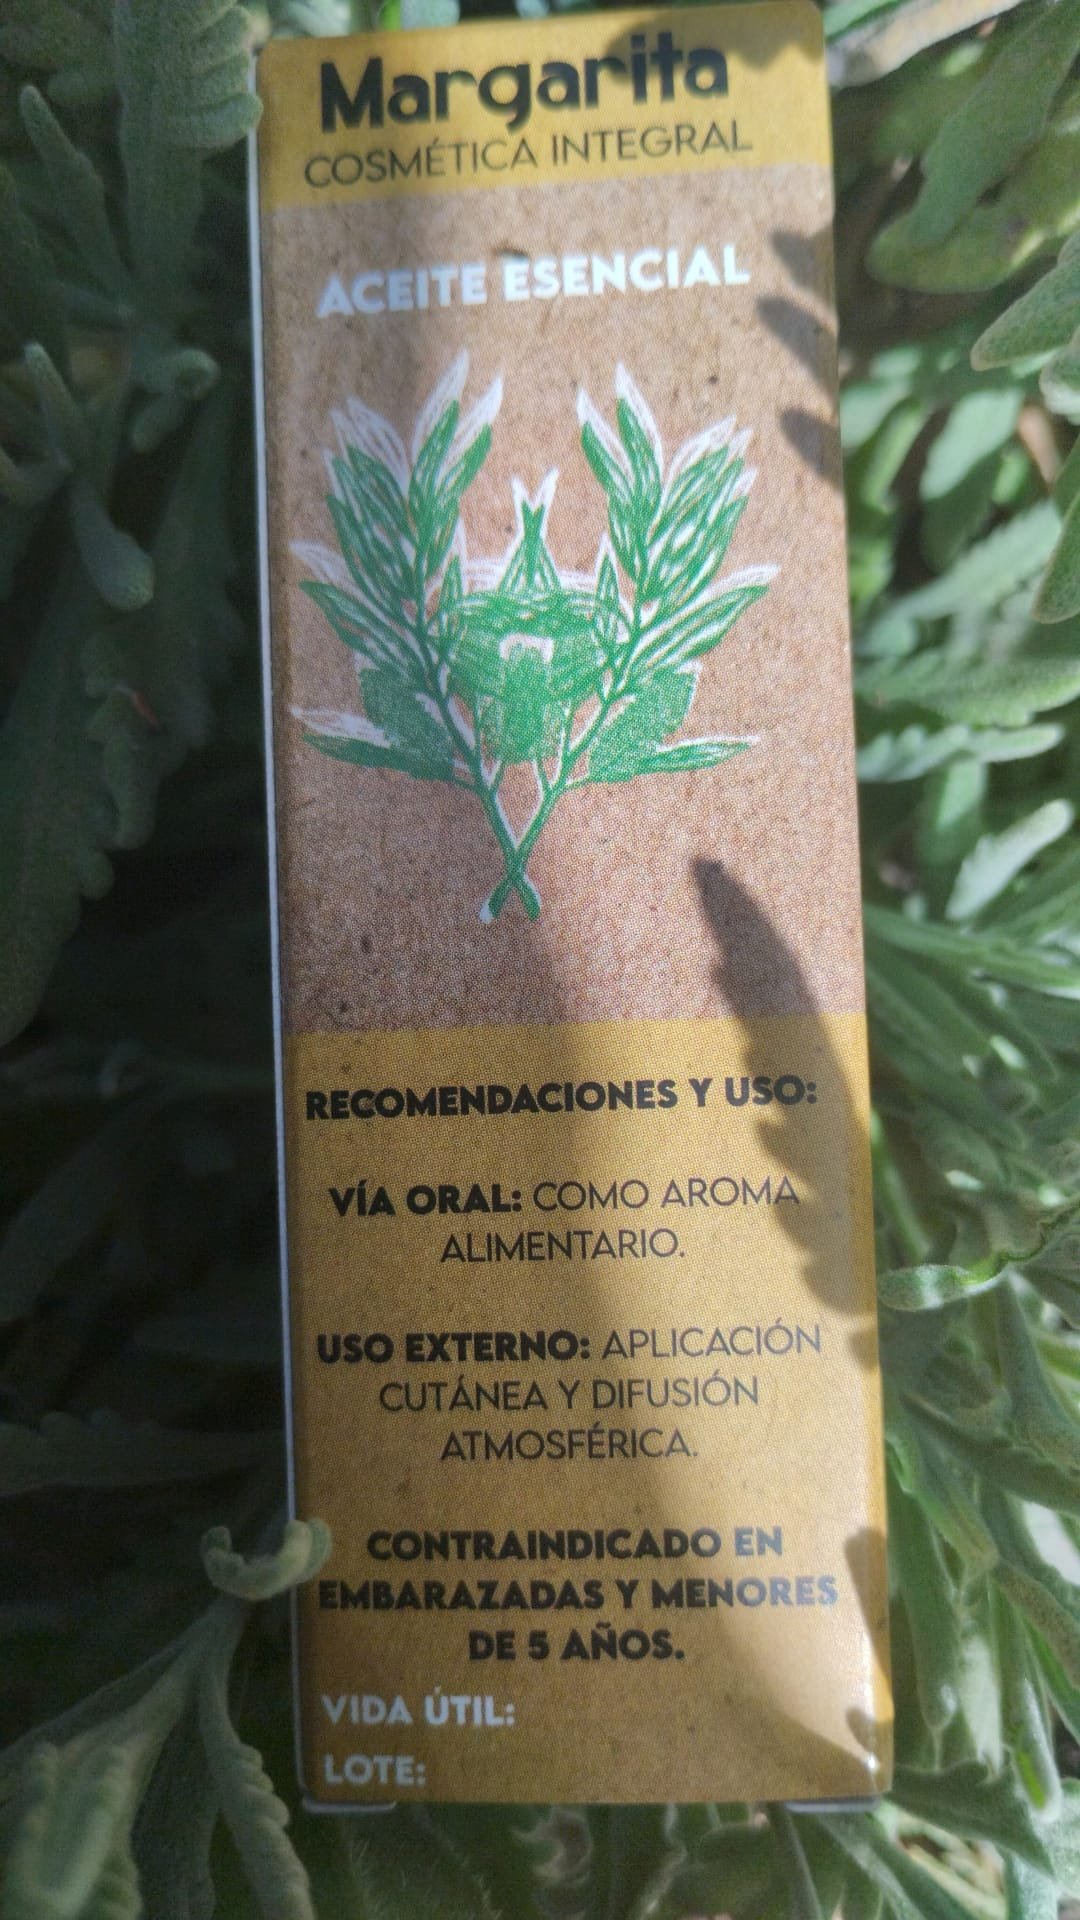 Margarita
COSMÉTICA INTEGRAL
ACEITE ESENCIAL
RECOMENDACIONES Y USO:
VÍA ORAL: COMO AROMA
ALIMENTARIO.
USO EXTERNO: APLICACIÓN
CUTÁNEA Y DIFUSIÓN
ATMOSFÉRICA.
CONTRAINDICADO EN
EMBARAZADAS Y MENORES
DE 5 AÑOS.
VIDA ÚTIL:
LOTE: